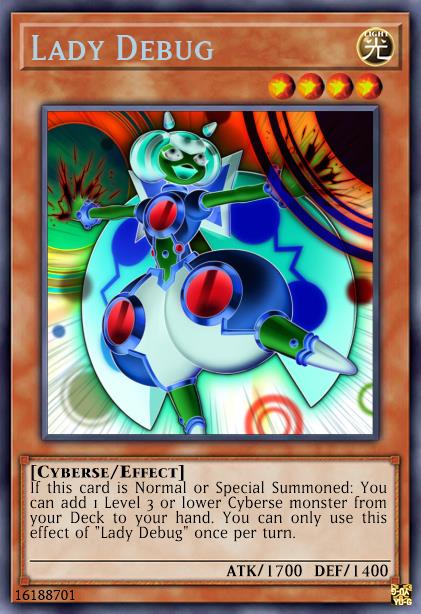 Lady Debug
LIGHT
光
[Cyberse/Effect]
If this card is Normal or Special Summoned: You
can add 1 Level 3 or lower Cyberse monster from
your Deck to your hand. You can only use this
effect of "Lady Debug" once per turn.
ATK/1700 DEF/1400
16188701